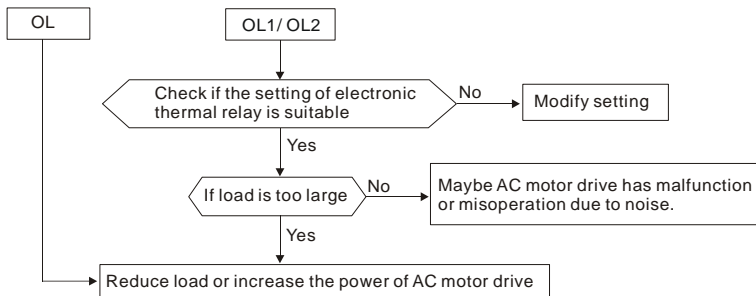 OL
OL1/ OL2
Check if the setting of electronic
thermal relay is suitable
No
Modify setting
Yes
If load is too large
No
Maybe AC motor drive has malfunction
or misoperation due to noise.
Yes
Reduce load or increase the power of AC motor drive